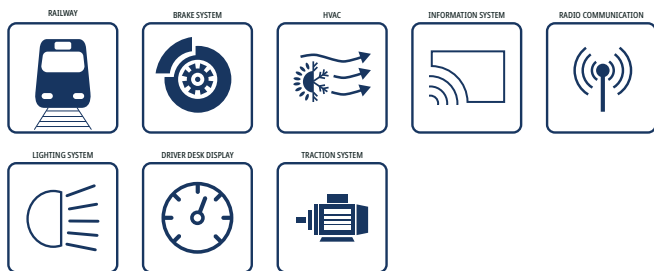 RAILWAY
BRAKE SYSTEM
HVAC
INFORMATION SYSTEM
RADIO COMMUNICATION
LIGHTING SYSTEM
DRIVER DESK DISPLAY
TRACTION SYSTEM